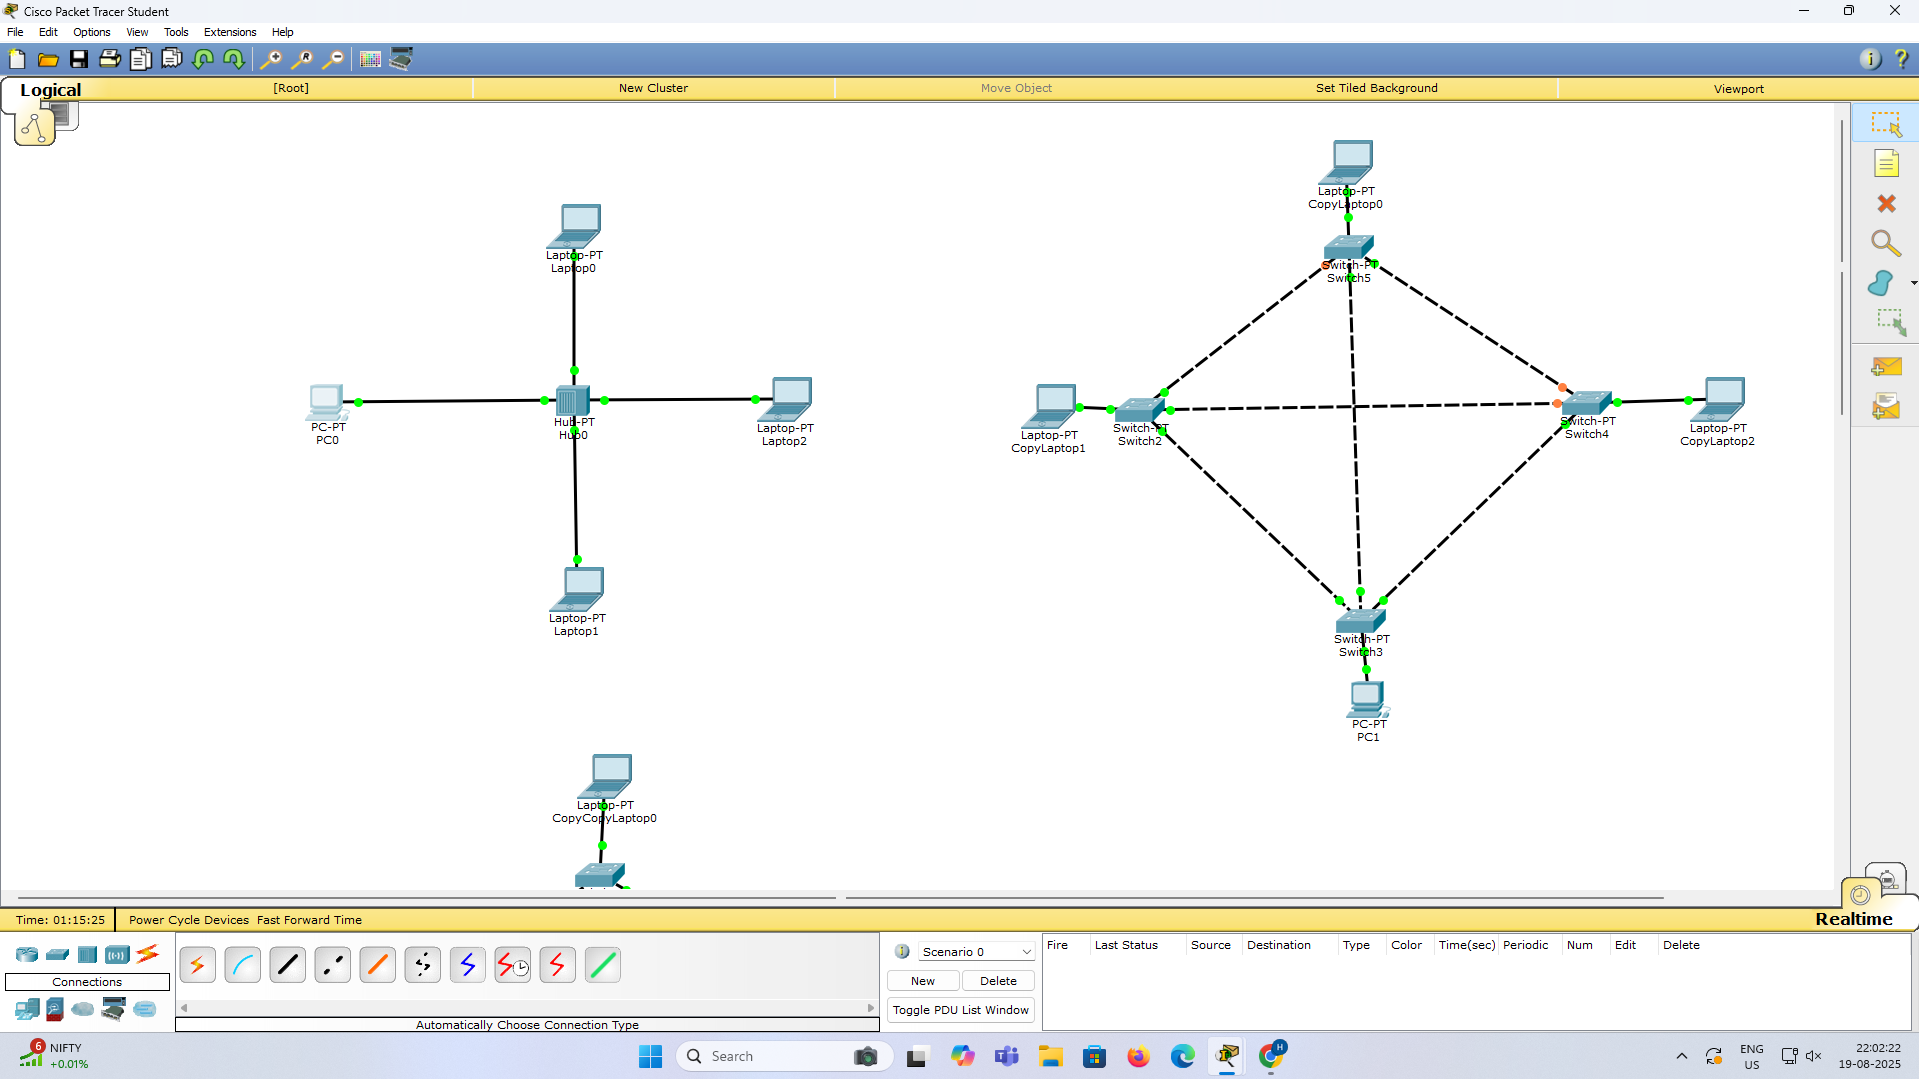 Cisco Packet Tracer Student
File Edit Options View Tools Extensions Help
Logical [Root] New Cluster Move Object Set Tiled Background Viewport
Laptop-PT
CopyLaptop0
Laptop-PT
Laptop0
Switch-PT
Switch5
PC-PT
PC0
Hub-PT
Hub0
Laptop-PT
Laptop2
Laptop-PT
CopyLaptop1
Switch-PT
Switch2
Switch-PT
Switch4
Laptop-PT
CopyLaptop2
Laptop-PT
Laptop1
Switch-PT
Switch3
PC-PT
PC1
Laptop-PT
CopyCopyLaptop0
Time: 01:15:25 Power Cycle Devices Fast Forward Time
Realtime
Connections
Automatically Choose Connection Type
Scenario 0
New Delete
Toggle PDU List Window
Fire Last Status Source Destination Type Color Time(sec) Periodic Num Edit Delete
6 NIFTY
+0.01%
Search
H
ENG
US
22:02:22
19-08-2025